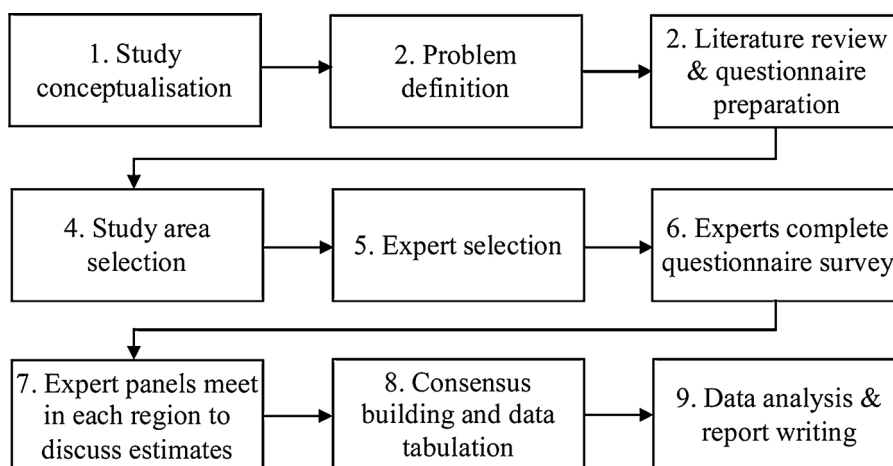 1. Study
conceptualisation
2. Problem
definition
2. Literature review
& questionnaire
preparation
4. Study area
selection
5. Expert selection
6. Experts complete
questionnaire survey
7. Expert panels meet
in each region to
discuss estimates
8. Consensus
building and data
tabulation
9. Data analysis &
report writing